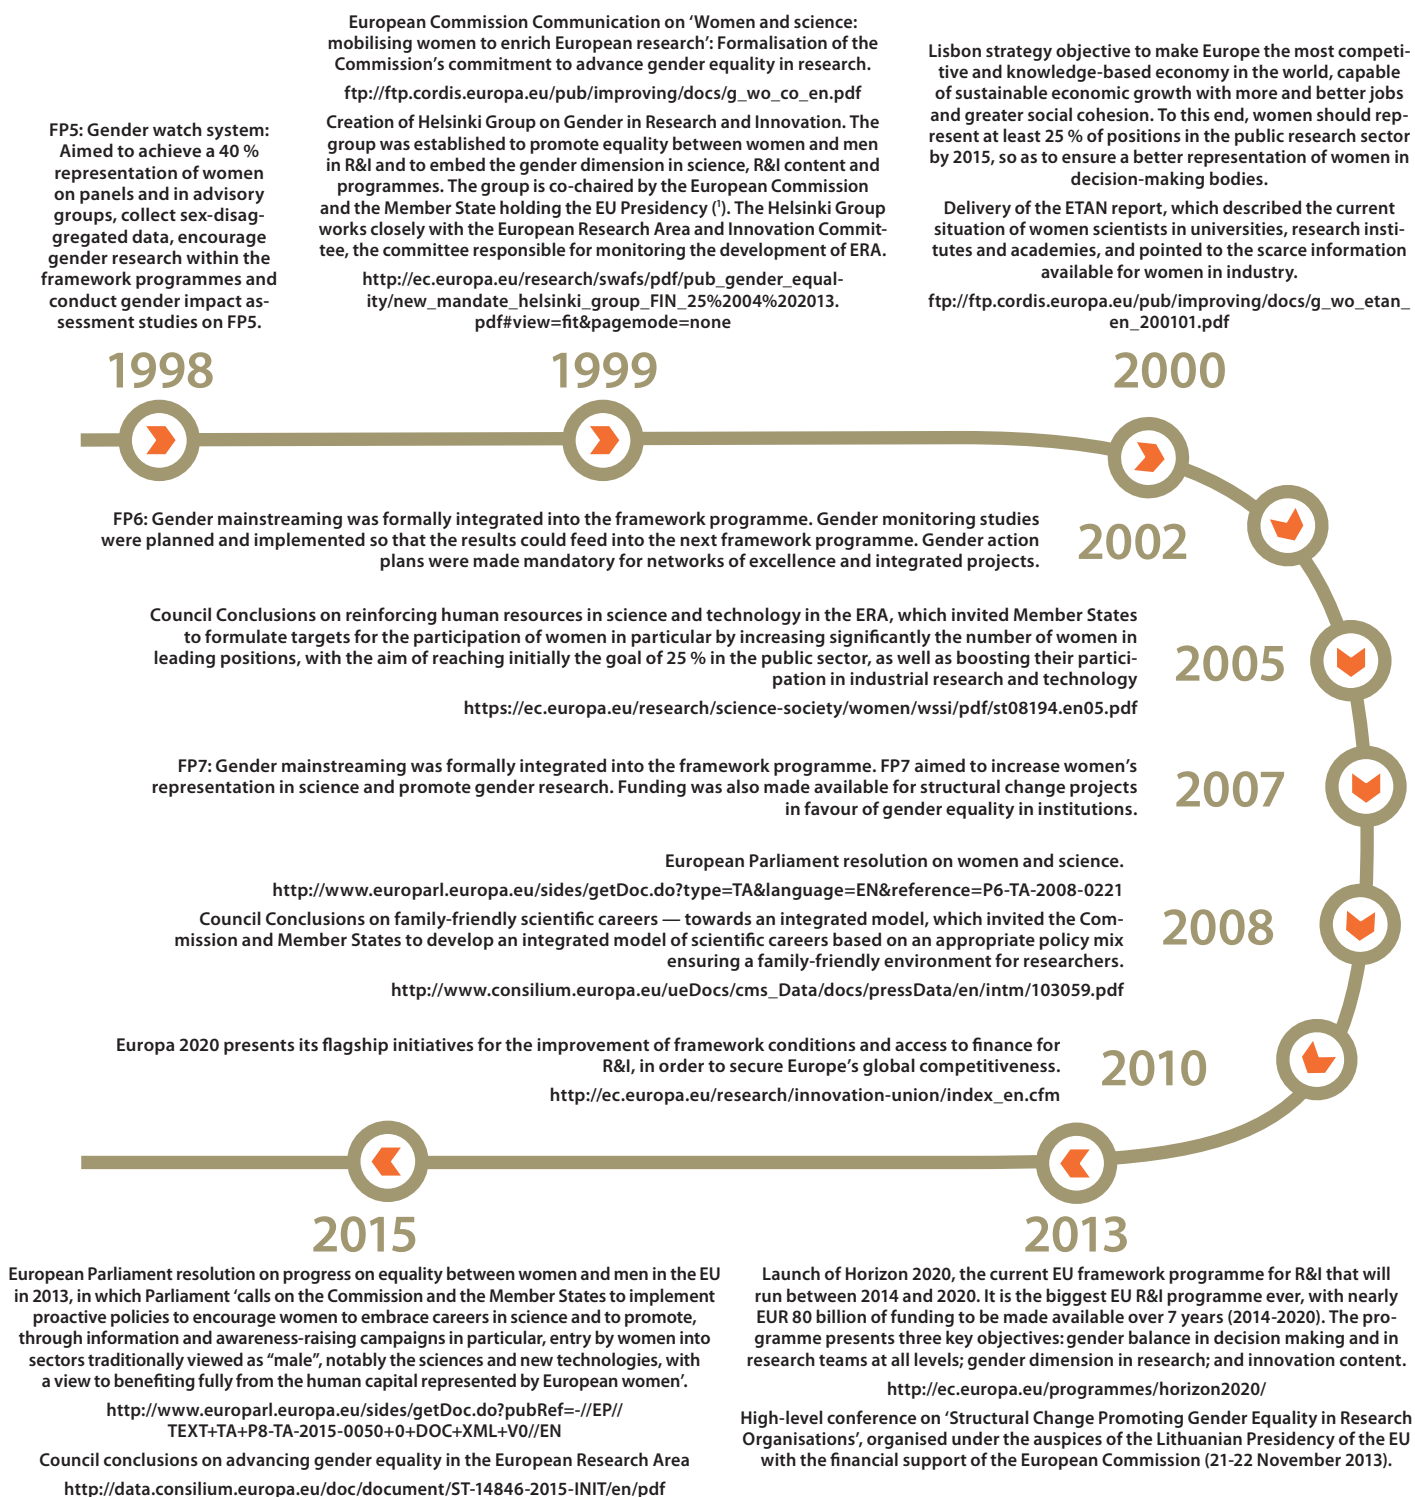 FP5: Gender watch system:
Aimed to achieve a 40 %
representation of women
on panels and in advisory
groups, collect sex-disag-
gregated data, encourage
gender research within the
framework programmes and
conduct gender impact as-
sessment studies on FP5.
1998
European Commission Communication on ‘Women and science:
mobilising women to enrich European research’: Formalisation of the
Commission’s commitment to advance gender equality in research.
ftp://ftp.cordis.europa.eu/pub/improving/docs/g_wo_co_en.pdf
Creation of Helsinki Group on Gender in Research and Innovation. The
group was established to promote equality between women and men
in R&I and to embed the gender dimension in science, R&I content and
programmes. The group is co-chaired by the European Commission
and the Member State holding the EU Presidency (¹). The Helsinki Group
works closely with the European Research Area and Innovation Commit-
tee, the committee responsible for monitoring the development of ERA.
http://ec.europa.eu/research/swafs/pdf/pub_gender_equal-
ity/new_mandate_helsinki_group_FIN_25%2004%202013.
pdf#view=fit&pagemode=none
1999
Lisbon strategy objective to make Europe the most competi-
tive and knowledge-based economy in the world, capable
of sustainable economic growth with more and better jobs
and greater social cohesion. To this end, women should rep-
resent at least 25 % of positions in the public research sector
by 2015, so as to ensure a better representation of women in
decision-making bodies.
Delivery of the ETAN report, which described the current
situation of women scientists in universities, research insti-
tutes and academies, and pointed to the scarce information
available for women in industry.
ftp://ftp.cordis.europa.eu/pub/improving/docs/g_wo_etan_
en_200101.pdf
2000
FP6: Gender mainstreaming was formally integrated into the framework programme. Gender monitoring studies
were planned and implemented so that the results could feed into the next framework programme. Gender action
plans were made mandatory for networks of excellence and integrated projects.
2002
Council Conclusions on reinforcing human resources in science and technology in the ERA, which invited Member States
to formulate targets for the participation of women in particular by increasing significantly the number of women in
leading positions, with the aim of reaching initially the goal of 25 % in the public sector, as well as boosting their partici-
pation in industrial research and technology
https://ec.europa.eu/research/science-society/women/wssi/pdf/st08194.en05.pdf
2005
FP7: Gender mainstreaming was formally integrated into the framework programme. FP7 aimed to increase women’s
representation in science and promote gender research. Funding was also made available for structural change projects
in favour of gender equality in institutions.
2007
European Parliament resolution on women and science.
http://www.europarl.europa.eu/sides/getDoc.do?type=TA&language=EN&reference=P6-TA-2008-0221
Council Conclusions on family-friendly scientific careers — towards an integrated model, which invited the Com-
mission and Member States to develop an integrated model of scientific careers based on an appropriate policy mix
ensuring a family-friendly environment for researchers.
http://www.consilium.europa.eu/ueDocs/cms_Data/docs/pressData/en/intm/103059.pdf
2008
Europa 2020 presents its flagship initiatives for the improvement of framework conditions and access to finance for
R&I, in order to secure Europe’s global competitiveness.
http://ec.europa.eu/research/innovation-union/index_en.cfm
2010
2013
Launch of Horizon 2020, the current EU framework programme for R&I that will
run between 2014 and 2020. It is the biggest EU R&I programme ever, with nearly
EUR 80 billion of funding to be made available over 7 years (2014-2020). The pro-
gramme presents three key objectives: gender balance in decision making and in
research teams at all levels; gender dimension in research; and innovation content.
http://ec.europa.eu/programmes/horizon2020/
High-level conference on ‘Structural Change Promoting Gender Equality in Research
Organisations’, organised under the auspices of the Lithuanian Presidency of the EU
with the financial support of the European Commission (21-22 November 2013).
2015
European Parliament resolution on progress on equality between women and men in the EU
in 2013, in which Parliament ‘calls on the Commission and the Member States to implement
proactive policies to encourage women to embrace careers in science and to promote,
through information and awareness-raising campaigns in particular, entry by women into
sectors traditionally viewed as “male”, notably the sciences and new technologies, with
a view to benefiting fully from the human capital represented by European women’.
http://www.europarl.europa.eu/sides/getDoc.do?pubRef=-//EP//
TEXT+TA+P8-TA-2015-0050+0+DOC+XML+V0//EN
Council conclusions on advancing gender equality in the European Research Area
http://data.consilium.europa.eu/doc/document/ST-14846-2015-INIT/en/pdf